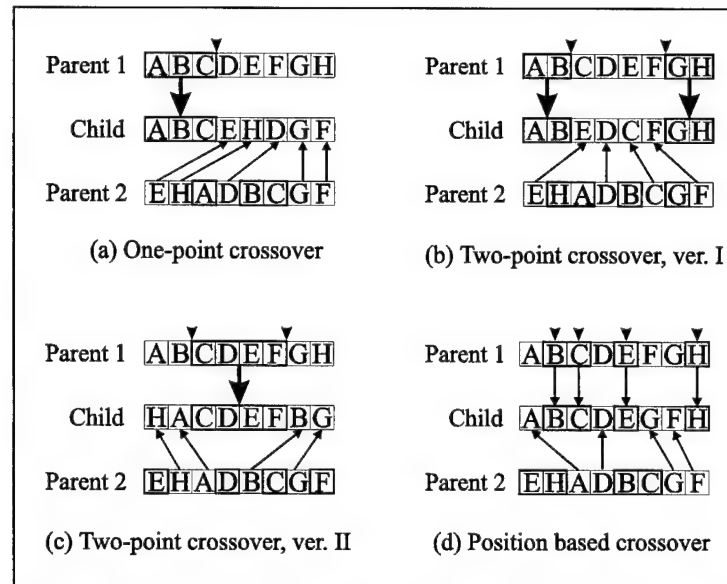 Parent 1 ABCDEFGH
Child ABCEHDGF
Parent 2 EHADBCGF
(a) One-point crossover
Parent 1 ABCDEFGH
Child ABEDCFGH
Parent 2 EHADBCGF
(b) Two-point crossover, ver. I
Parent 1 ABCDEFGH
Child HACDEFBG
Parent 2 EHADBCGF
(c) Two-point crossover, ver. II
Parent 1 ABCDEFGH
Child ABCDEGFH
Parent 2 EHADBCGF
(d) Position based crossover